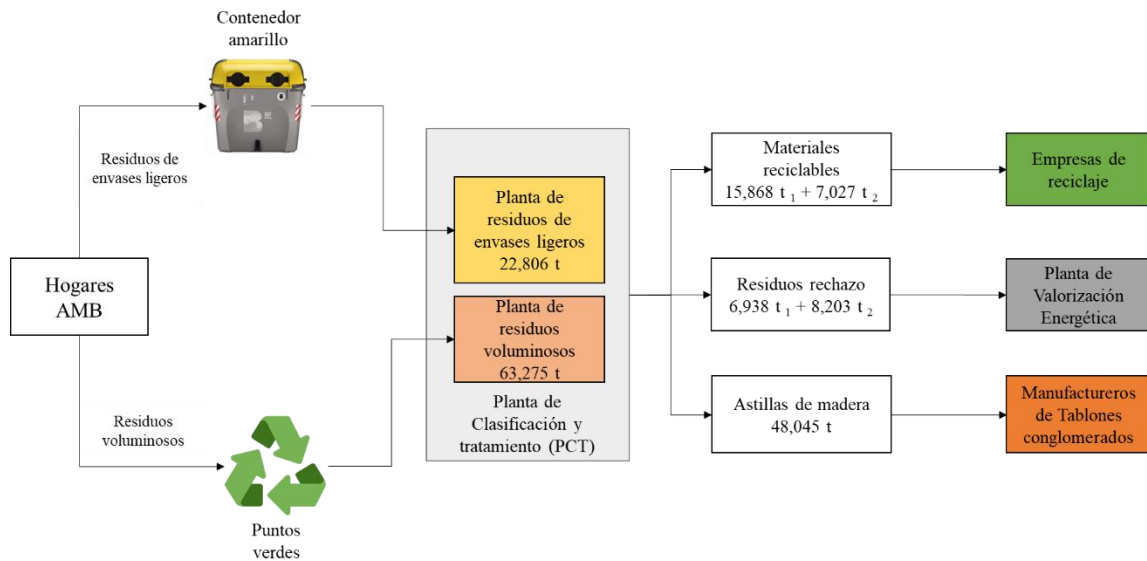 Contenedor
amarillo
Residuos de
envases ligeros
Hogares
AMB
Residuos
voluminosos
Puntos
verdes
B
Planta de
residuos de
envases ligeros
22,806 t
Planta de
residuos
voluminosos
63,275 t
Planta de
Clasificación y
tratamiento (PCT)
Materiales
reciclables
15,868 t ₁ + 7,027 t ₂
Residuos rechazo
6,938 t ₁ + 8,203 t ₂
Astillas de madera
48,045 t
Empresas de
reciclaje
Planta de
Valorización
Energética
Manufactureros
de Tablones
conglomerados